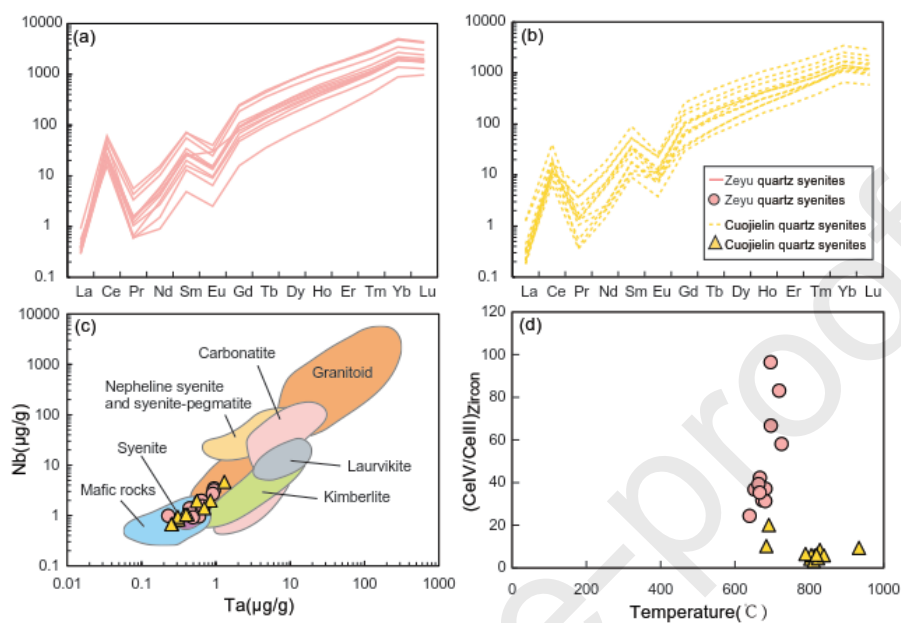 (a)
10000
1000
100
10
1
0.1
La Ce Pr Nd Sm Eu Gd Tb Dy Ho Er Tm Yb Lu
(b)
10000
1000
100
10
1
0.1
La Ce Pr Nd Sm Eu Gd Tb Dy Ho Er Tm Yb Lu
Zeyu quartz syenites
Zeyu quartz syenites
Cuojielin quartz syenites
Cuojielin quartz syenites
(c)
Nb(μg/g)
10000
1000
100
10
1
0.1
0.01 0.1 1 10 100 1000
Ta(μg/g)
Carbonatite
Granitoid
Nepheline syenite
and syenite-pegmatite
Syenite
Mafic rocks
Laurvikite
Kimberlite
(d)
(CeIV/CeIII)Zircon
120
100
80
60
40
20
0
0 200 400 600 800 1000
Temperature(℃)
e-proof